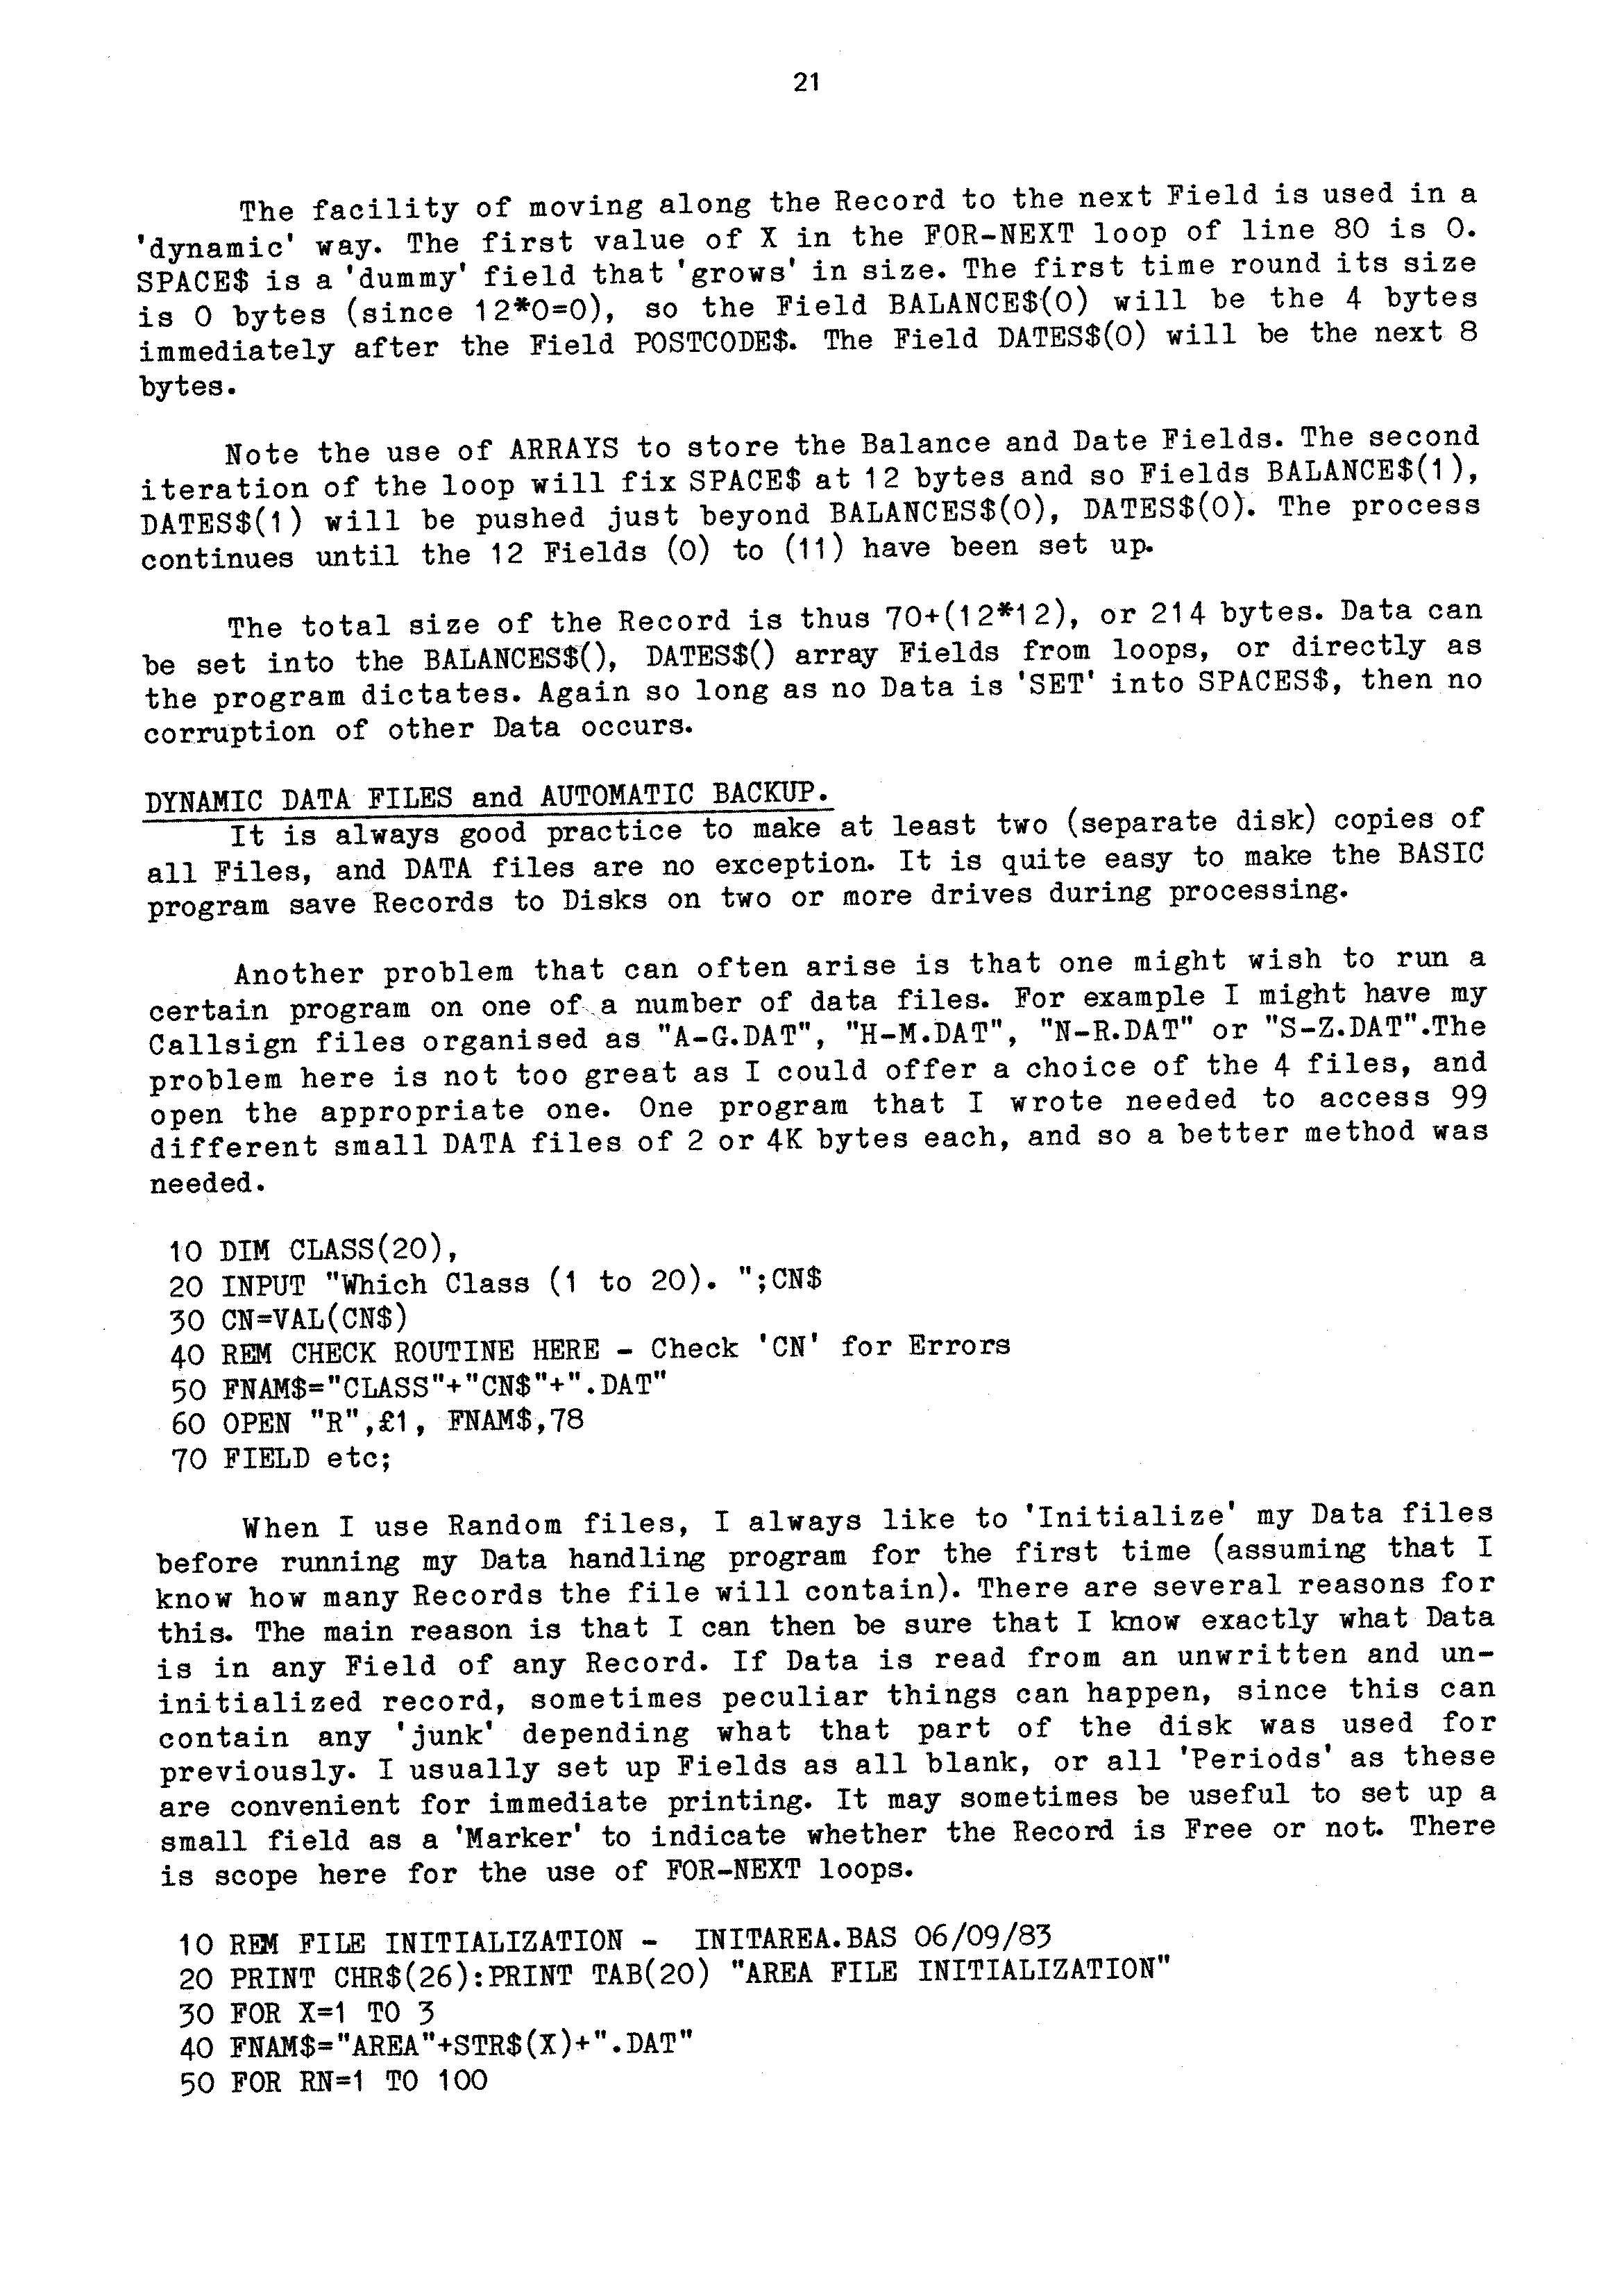 21
The facility of moving along the Record to the next Field is used in a
'dynamic' way. The first value of X in the FOR-NEXT loop of line 80 is 0.
SPACE$ is a 'dummy' field that 'grows' in size. The first time round its size
is 0 bytes (since 12*0=0), so the Field BALANCE$(0) will be the 4 bytes
immediately after the Field POSTCODE$. The Field DATES$(0) will be the next 8
bytes.
Note the use of ARRAYS to store the Balance and Date Fields. The second
iteration of the loop will fix SPACE$ at 12 bytes and so Fields BALANCE$(1),
DATES$(1) will be pushed just beyond BALANCES$(0), DATES$(0). The process
continues until the 12 Fields (0) to (11) have been set up.
The total size of the Record is thus 70+(12*12), or 214 bytes. Data can
be set into the BALANCES$(), DATES$() array Fields from loops, or directly as
the program dictates. Again so long as no Data is 'SET' into SPACES$, then no
corruption of other Data occurs.
DYNAMIC DATA FILES and AUTOMATIC BACKUP.
It is always good practice to make at least two (separate disk) copies of
all Files, and DATA files are no exception. It is quite easy to make the BASIC
program save Records to Disks on two or more drives during processing.
Another problem that can often arise is that one might wish to run a
certain program on one of a number of data files. For example I might have my
Callsign files organised as "A-G.DAT", "H-M.DAT", "N-R.DAT" or "S-Z.DAT".The
problem here is not too great as I could offer a choice of the 4 files, and
open the appropriate one. One program that I wrote needed to access 99
different small DATA files of 2 or 4K bytes each, and so a better method was
needed.
10 DIM CLASS(20),
20 INPUT "Which Class (1 to 20). ";CN$
30 CN=VAL(CN$)
40 REM CHECK ROUTINE HERE - Check 'CN' for Errors
50 FNAM$="CLASS"+"CN$"+".DAT"
60 OPEN "R",£1, FNAM$,78
70 FIELD etc;
When I use Random files, I always like to 'Initialize' my Data files
before running my Data handling program for the first time (assuming that I
know how many Records the file will contain). There are several reasons for
this. The main reason is that I can then be sure that I know exactly what Data
is in any Field of any Record. If Data is read from an unwritten and un-
initialized record, sometimes peculiar things can happen, since this can
contain any 'junk' depending what that part of the disk was used for
previously. I usually set up Fields as all blank, or all 'Periods' as these
are convenient for immediate printing. It may sometimes be useful to set up a
small field as a 'Marker' to indicate whether the Record is Free or not. There
is scope here for the use of FOR-NEXT loops.
10 REM FILE INITIALIZATION - INITAREA.BAS 06/09/83
20 PRINT CHR$(26):PRINT TAB(20) "AREA FILE INITIALIZATION"
30 FOR X=1 TO 3
40 FNAM$="AREA"+STR$(X)+".DAT"
50 FOR RN=1 TO 100